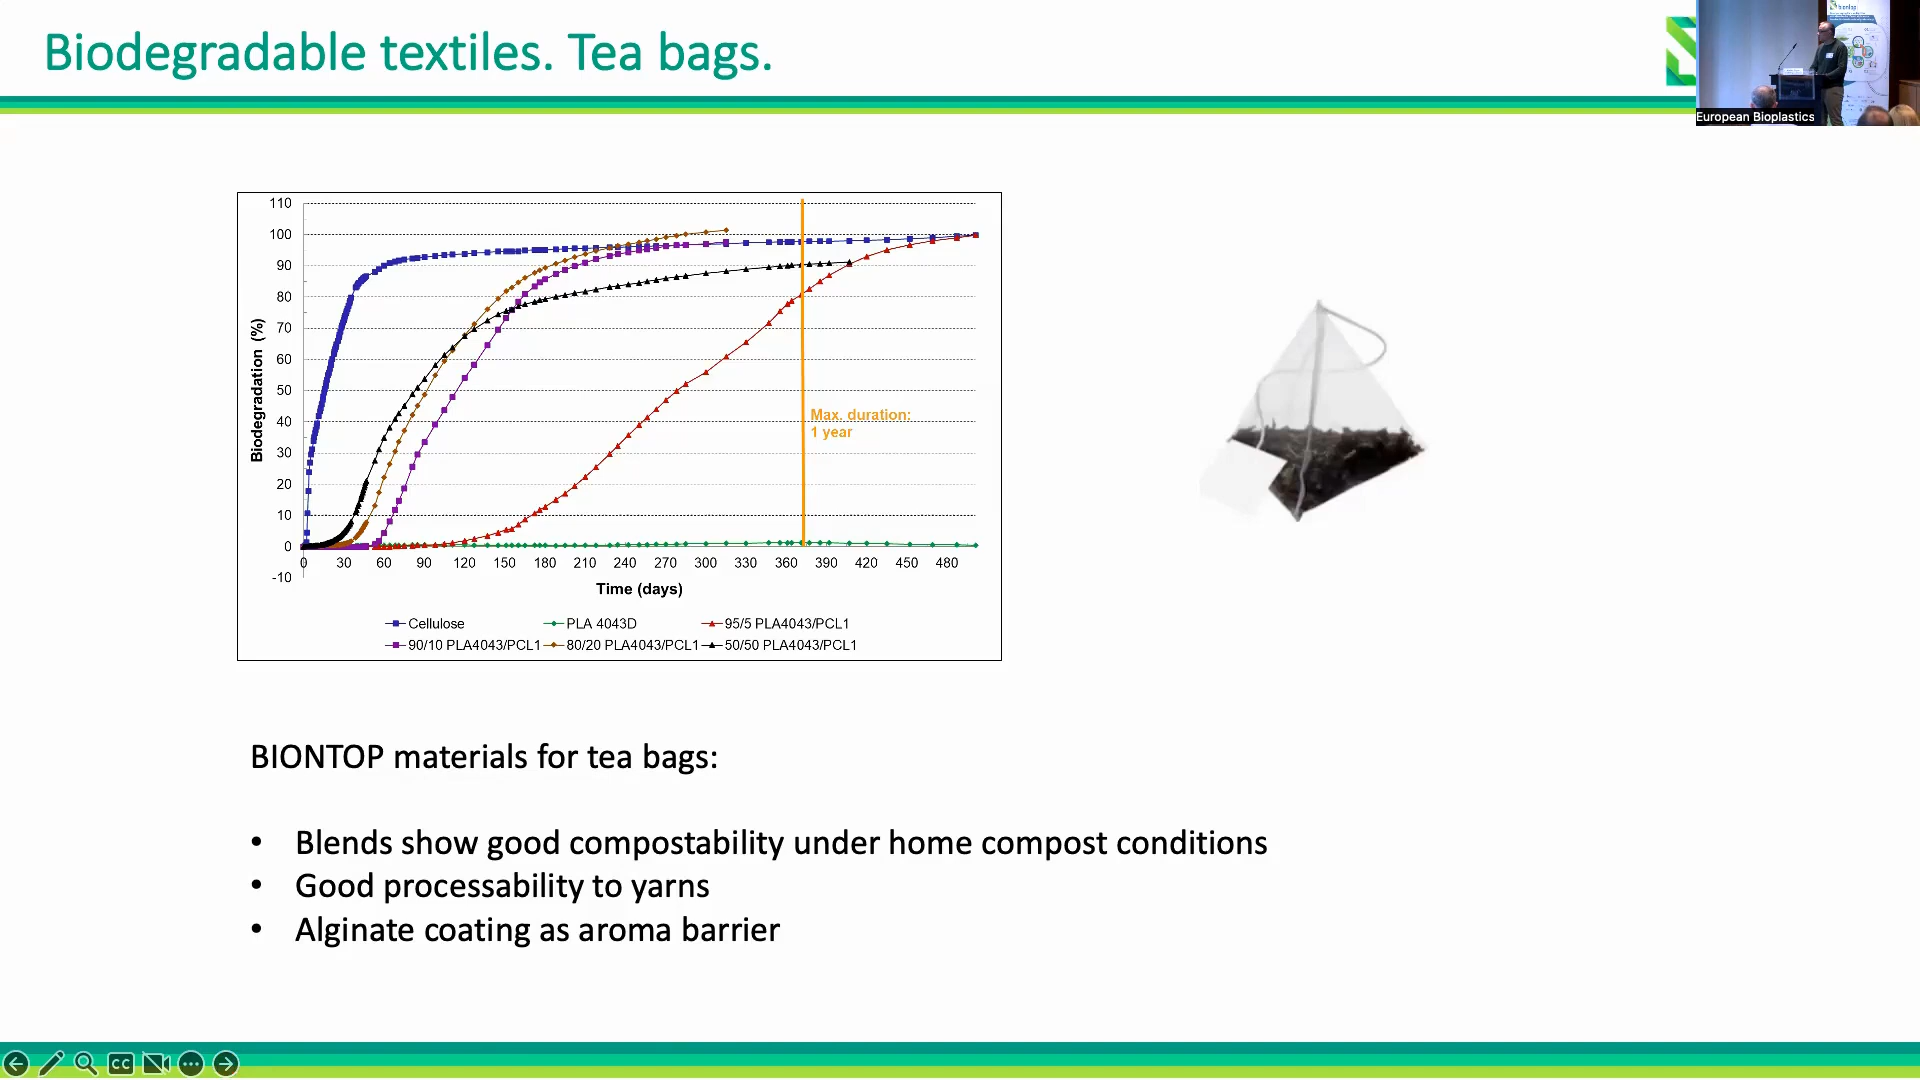 Biodegradable textiles. Tea bags.
European Bioplastics
110
100
90
80
70
60
50
40
30
20
10
0
-10
Biodegradation (%)
0 30 60 90 120 150 180 210 240 270 300 330 360 390 420 450 480
Time (days)
Max. duration:
1 year
Cellulose PLA 4043D 95/5 PLA4043/PCL1
90/10 PLA4043/PCL1 80/20 PLA4043/PCL1 50/50 PLA4043/PCL1
BIONTOP materials for tea bags:
• Blends show good compostability under home compost conditions
• Good processability to yarns
• Alginate coating as aroma barrier
CC